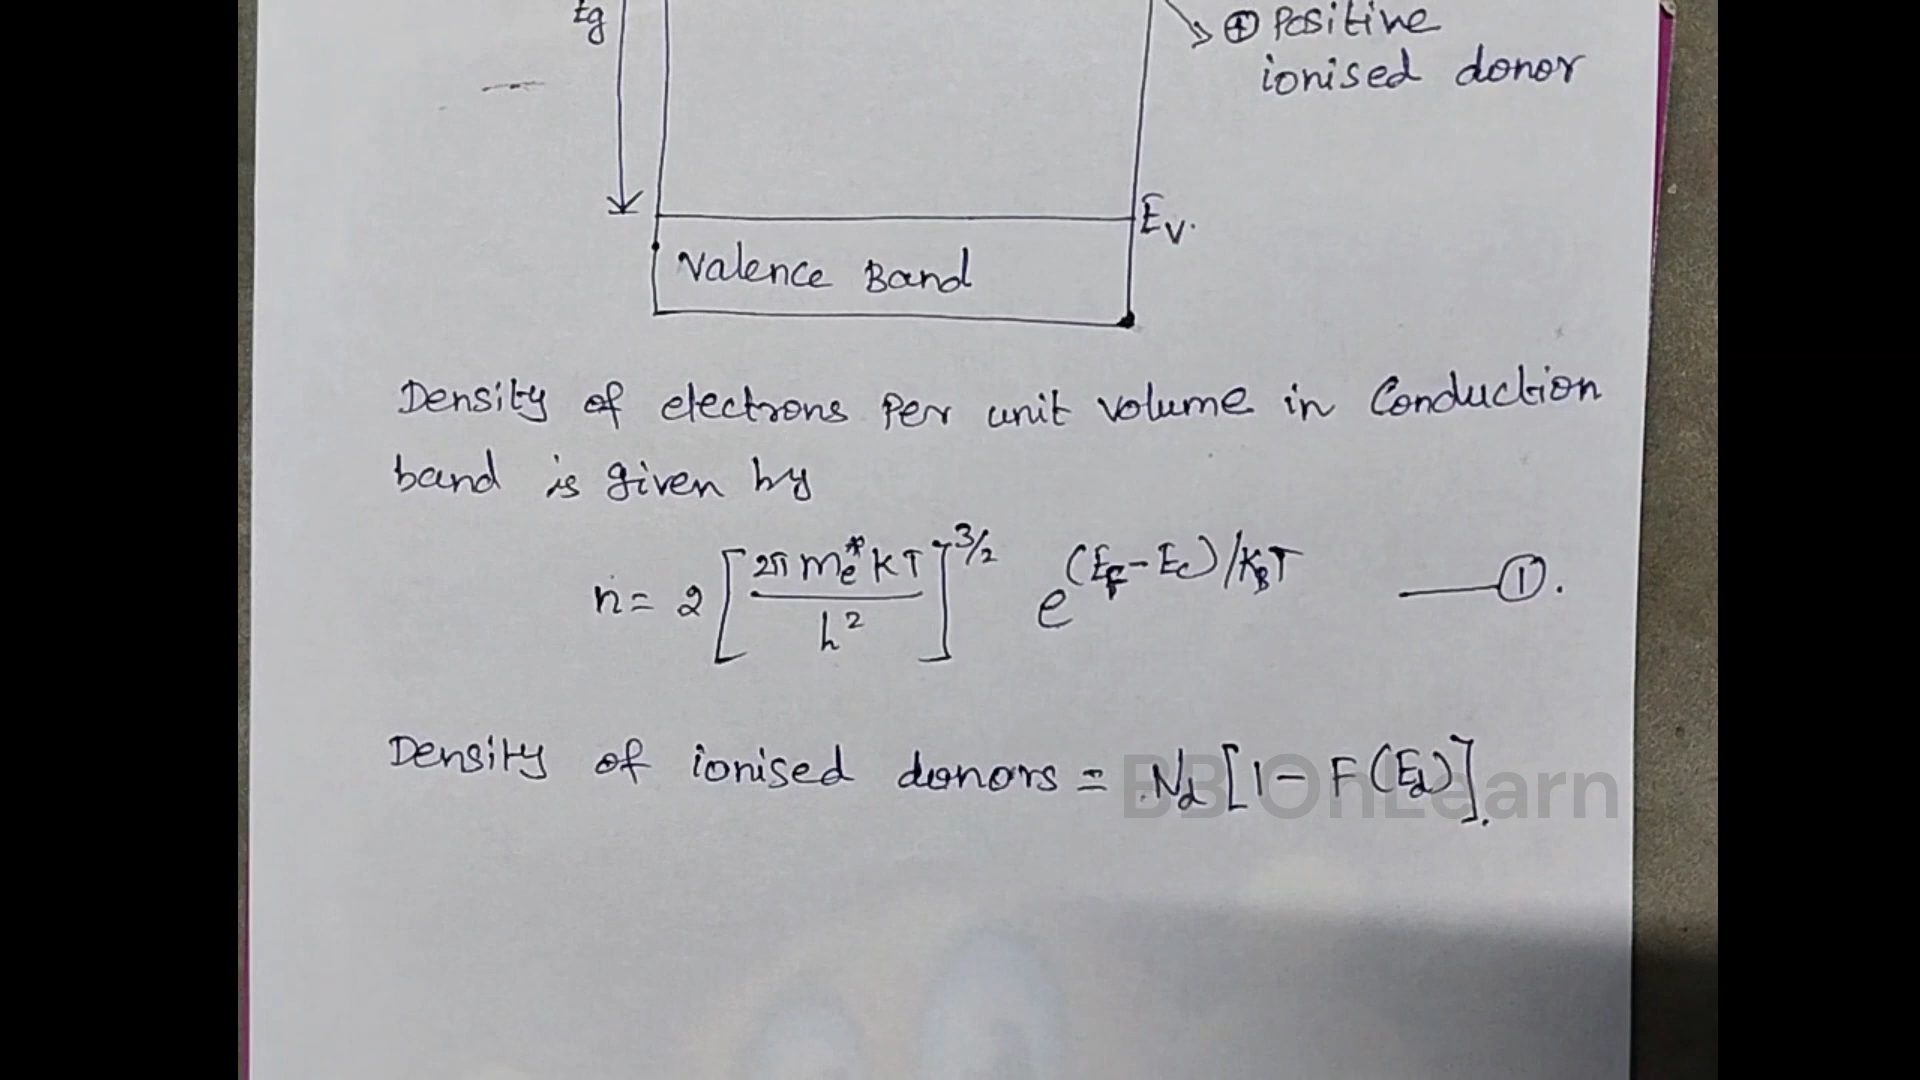 Eg
⊕ Positive
ionised donor
Ev.
Valence Band
Density of electrons Per unit volume in Conduction
band is given by
n = 2 [2π me* kT / h²]^3/2 e^(EF - Ec)/KBT —— ①.
Density of ionised donors = Nd [1 - F(Ed)].
BBOnLearn